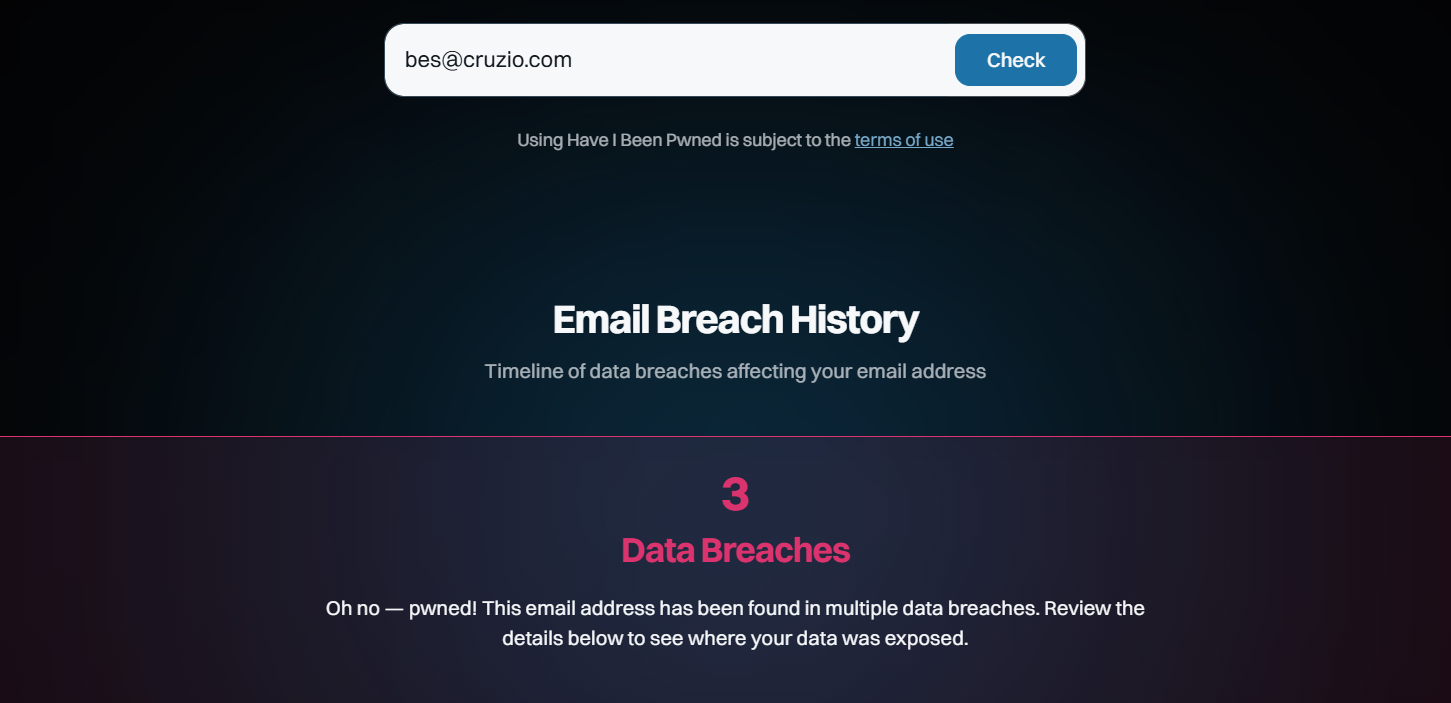 bes@cruzio.com
Check
Using Have I Been Pwned is subject to the terms of use
Email Breach History
Timeline of data breaches affecting your email address
3
Data Breaches
Oh no — pwned! This email address has been found in multiple data breaches. Review the
details below to see where your data was exposed.